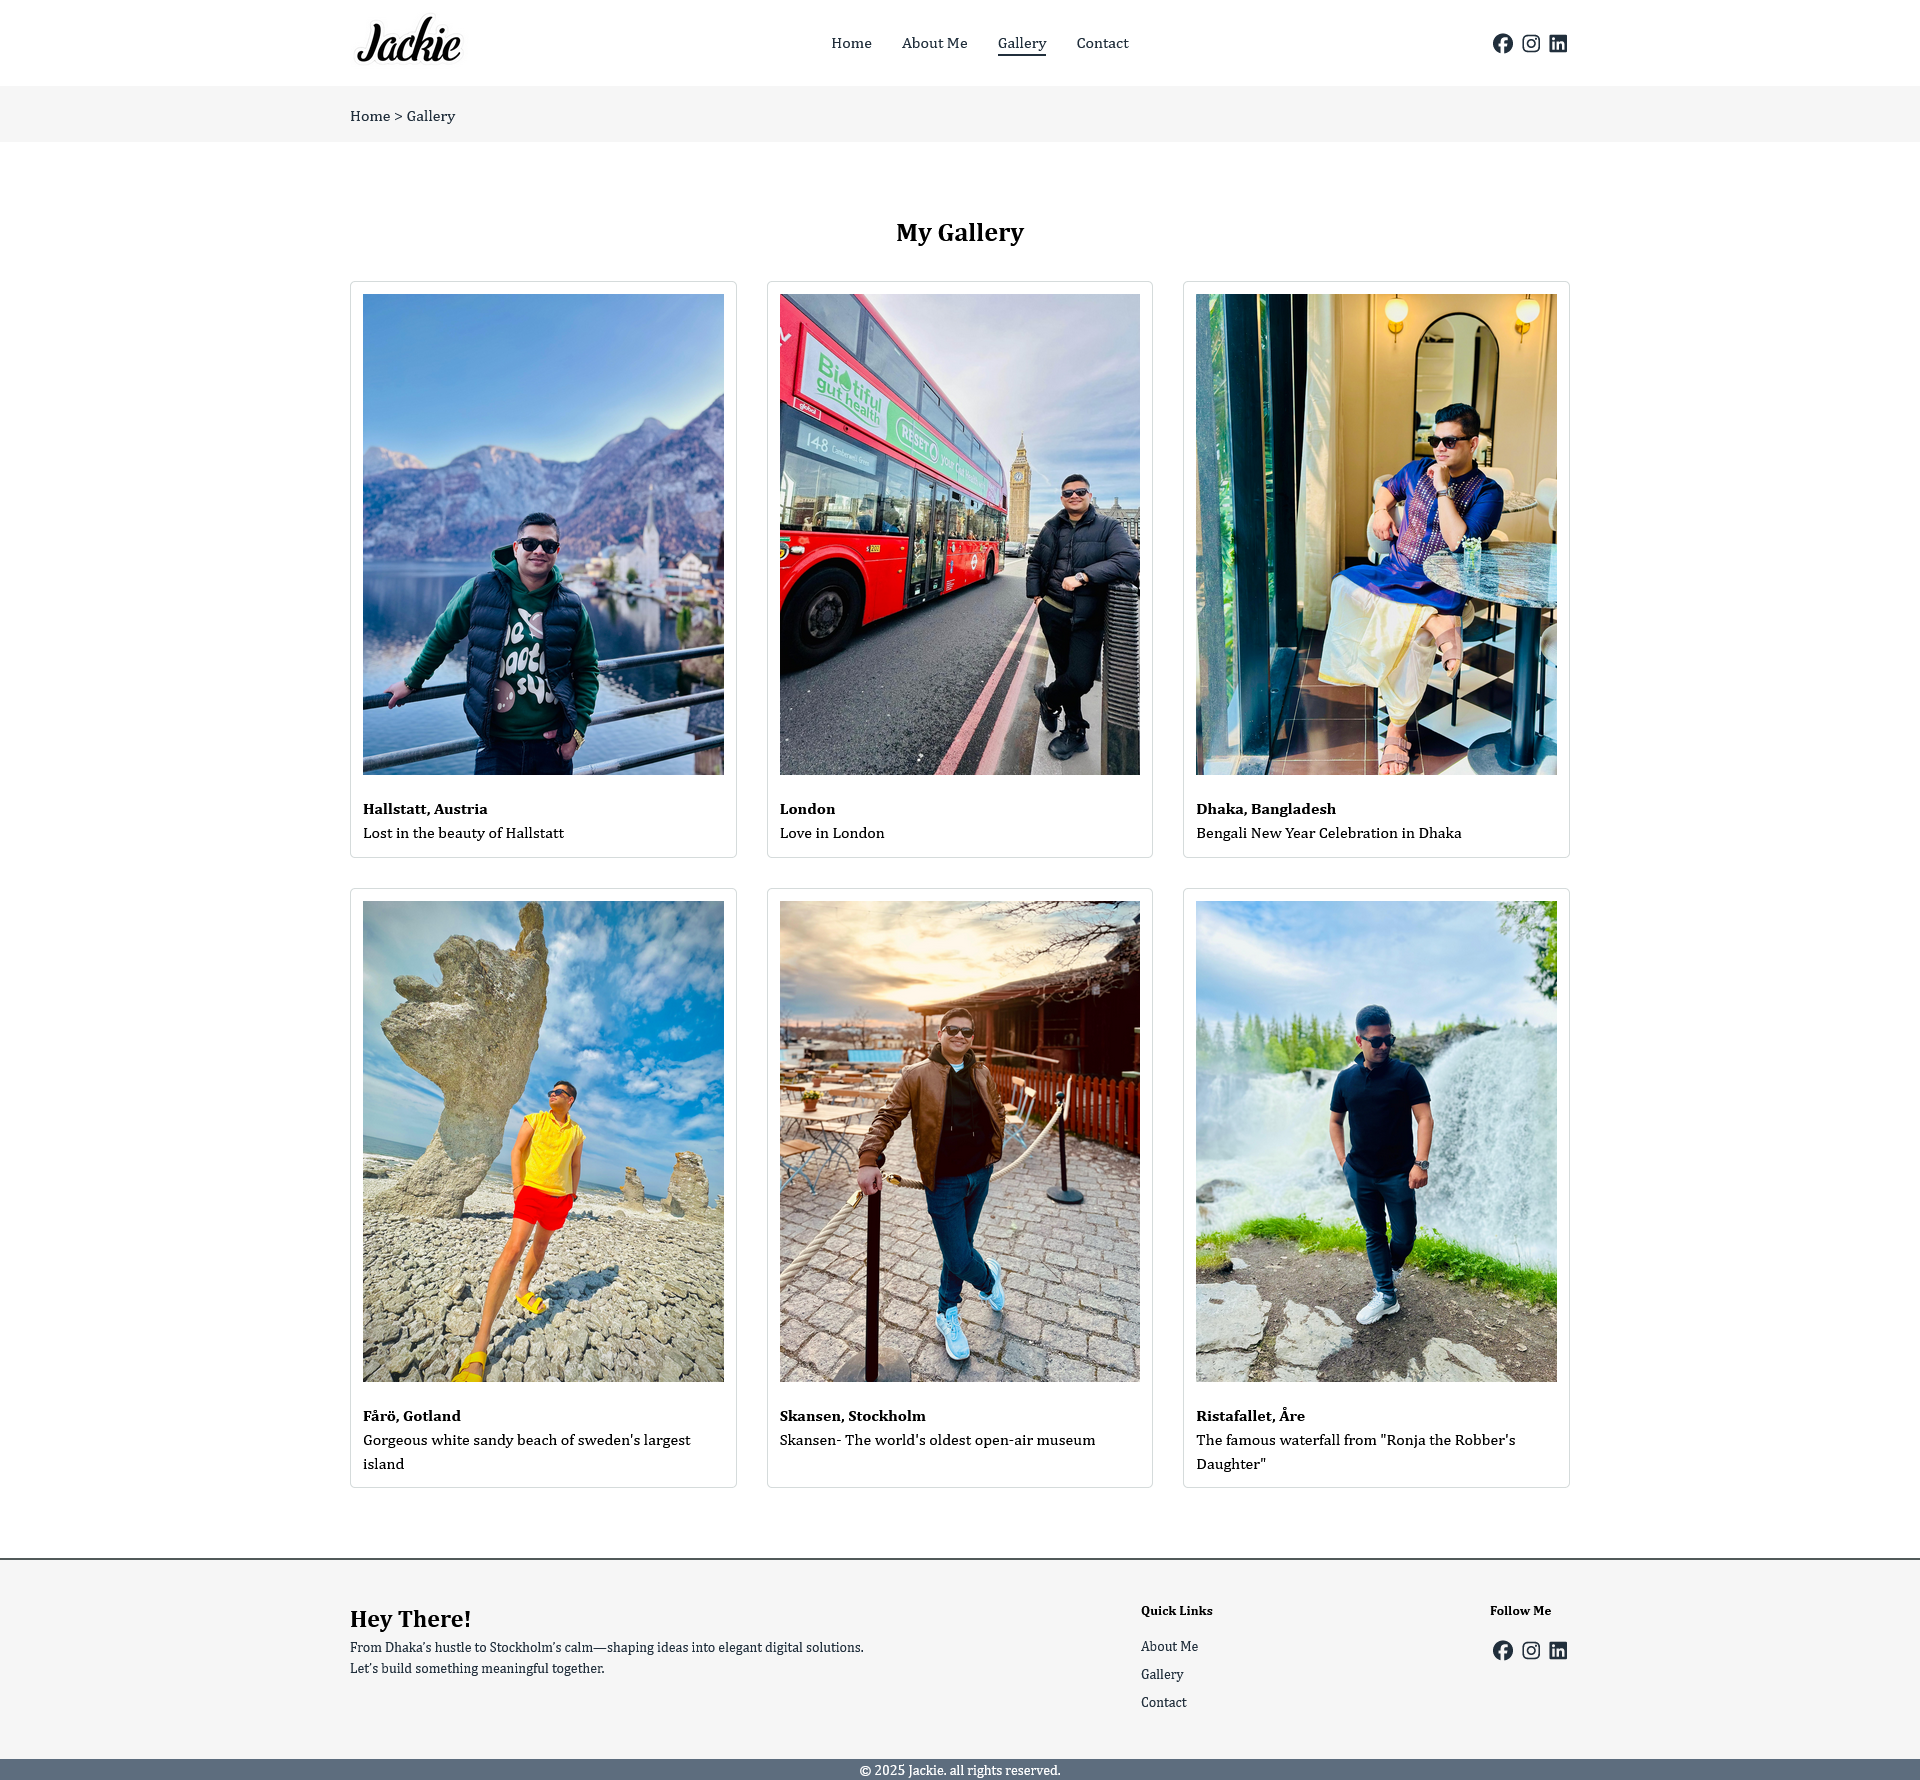 Jackie
Home About Me Gallery Contact
Home > Gallery
My Gallery
Biotiful
gut health
global
RESET
148 Camberwell Green
Hallstatt, Austria
Lost in the beauty of Hallstatt
London
Love in London
Dhaka, Bangladesh
Bengali New Year Celebration in Dhaka
Fårö, Gotland
Gorgeous white sandy beach of sweden's largest
island
Skansen, Stockholm
Skansen- The world's oldest open-air museum
Ristafallet, Åre
The famous waterfall from "Ronja the Robber's
Daughter"
Hey There!
From Dhaka’s hustle to Stockholm’s calm—shaping ideas into elegant digital solutions.
Let’s build something meaningful together.
Quick Links
About Me
Gallery
Contact
Follow Me
© 2025 Jackie. all rights reserved.